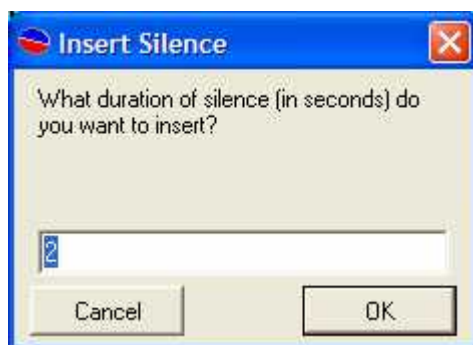 Insert Silence
What duration of silence (in seconds) do
you want to insert?
2
Cancel OK